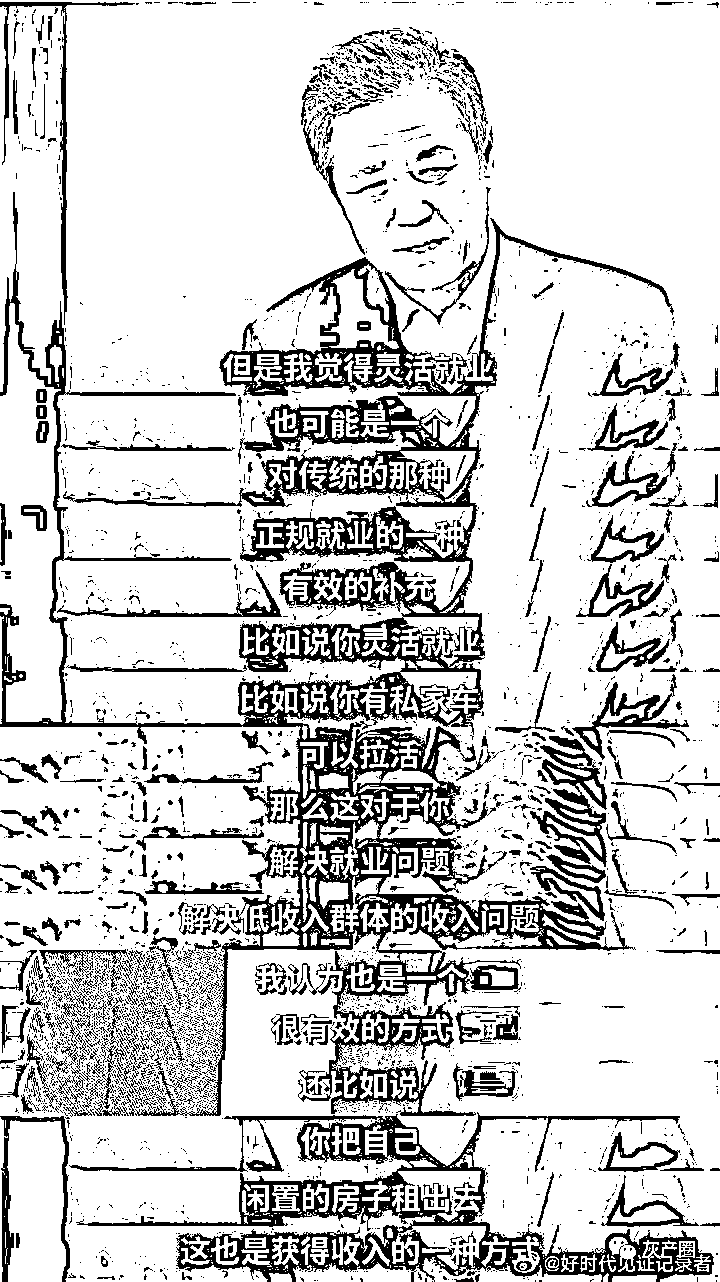 但是我觉得灵活就业
也可能是一个
对传统的那种
正规就业的一种
有效的补充
比如说你灵活就业
比如说你有私家车
可以拉活
那么这对于你
解决就业问题
解决低收入群体的收入问题
我认为也是一个
很有效的方式
还比如说
你把自己
闲置的房子租出去
这也是获得收入的一种方式
灰产圈
@好时代见证记录者